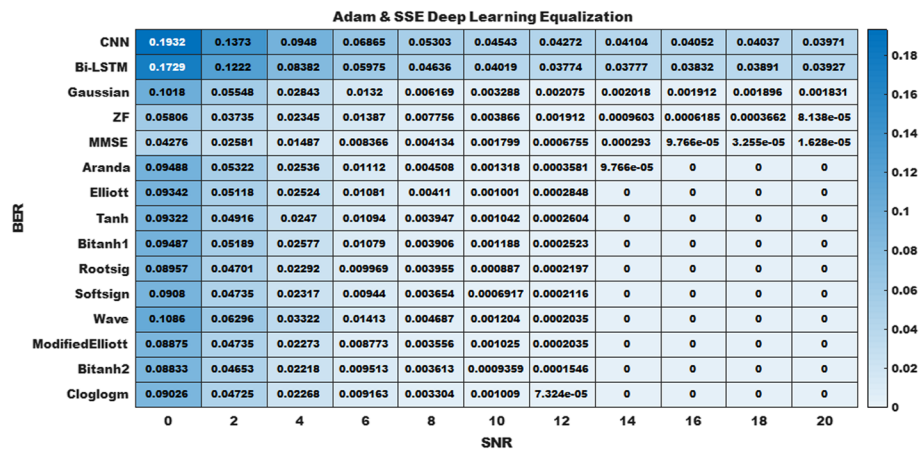 Adam & SSE Deep Learning Equalization
CNN 0.1932 0.1373 0.0948 0.06865 0.05303 0.04543 0.04272 0.04104 0.04052 0.04037 0.03971
Bi-LSTM 0.1729 0.1222 0.08382 0.05975 0.04636 0.04019 0.03774 0.03777 0.03832 0.03891 0.03927
Gaussian 0.1018 0.05548 0.02843 0.0132 0.006169 0.003288 0.002075 0.002018 0.001912 0.001896 0.001831
ZF 0.05806 0.03735 0.02345 0.01387 0.007756 0.003866 0.001912 0.0009603 0.0006185 0.0003662 8.138e-05
MMSE 0.04276 0.02581 0.01487 0.008366 0.004134 0.001799 0.0006755 0.000293 9.766e-05 3.255e-05 1.628e-05
Aranda 0.09488 0.05322 0.02536 0.01112 0.004508 0.001318 0.0003581 9.766e-05 0 0 0
Elliott 0.09342 0.05118 0.02524 0.01081 0.00411 0.001001 0.0002848 0 0 0 0
Tanh 0.09322 0.04916 0.0247 0.01094 0.003947 0.001042 0.0002604 0 0 0 0
Bitanh1 0.09487 0.05189 0.02577 0.01079 0.003906 0.001188 0.0002523 0 0 0 0
Rootsig 0.08957 0.04701 0.02292 0.009969 0.003955 0.000887 0.0002197 0 0 0 0
Softsign 0.0908 0.04735 0.02317 0.00944 0.003654 0.0006917 0.0002116 0 0 0 0
Wave 0.1086 0.06296 0.03322 0.01413 0.004687 0.001204 0.0002035 0 0 0 0
ModifiedElliott 0.08875 0.04735 0.02273 0.008773 0.003556 0.001025 0.0002035 0 0 0 0
Bitanh2 0.08833 0.04653 0.02218 0.009513 0.003613 0.0009359 0.0001546 0 0 0 0
Cloglogm 0.09026 0.04725 0.02268 0.009163 0.003304 0.001009 7.324e-05 0 0 0 0
0 2 4 6 8 10 12 14 16 18 20
SNR
BER
0.18
0.16
0.14
0.12
0.1
0.08
0.06
0.04
0.02
0